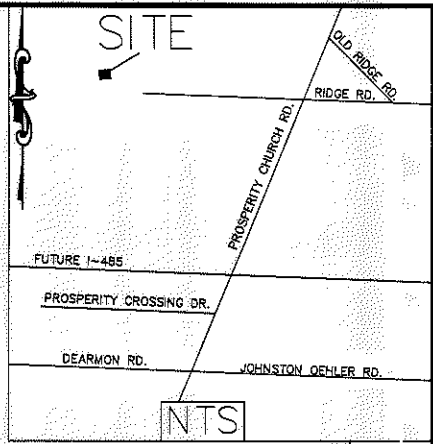 SITE
OLD RIDGE RD.
RIDGE RD.
PROSPERITY CHURCH RD.
FUTURE I-485
PROSPERITY CROSSING DR.
DEARMON RD.
JOHNSTON OEHLER RD.
NTS